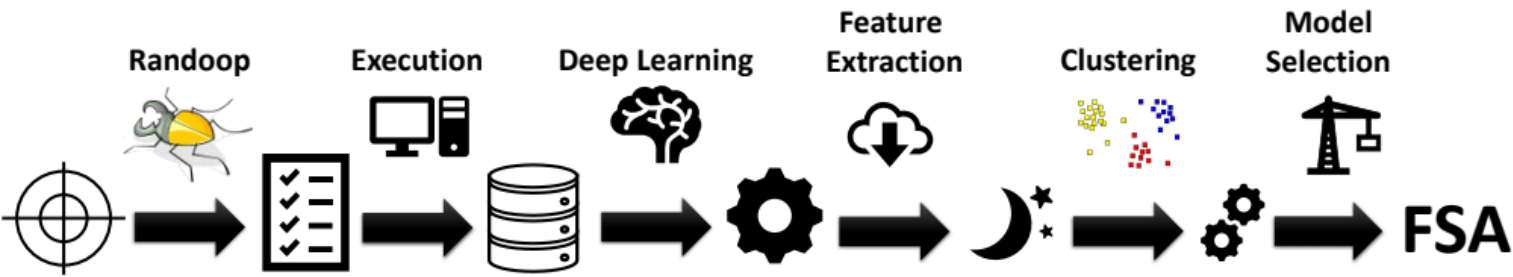 Randoop
Execution
Deep Learning
Feature
Extraction
Clustering
Model
Selection
FSA